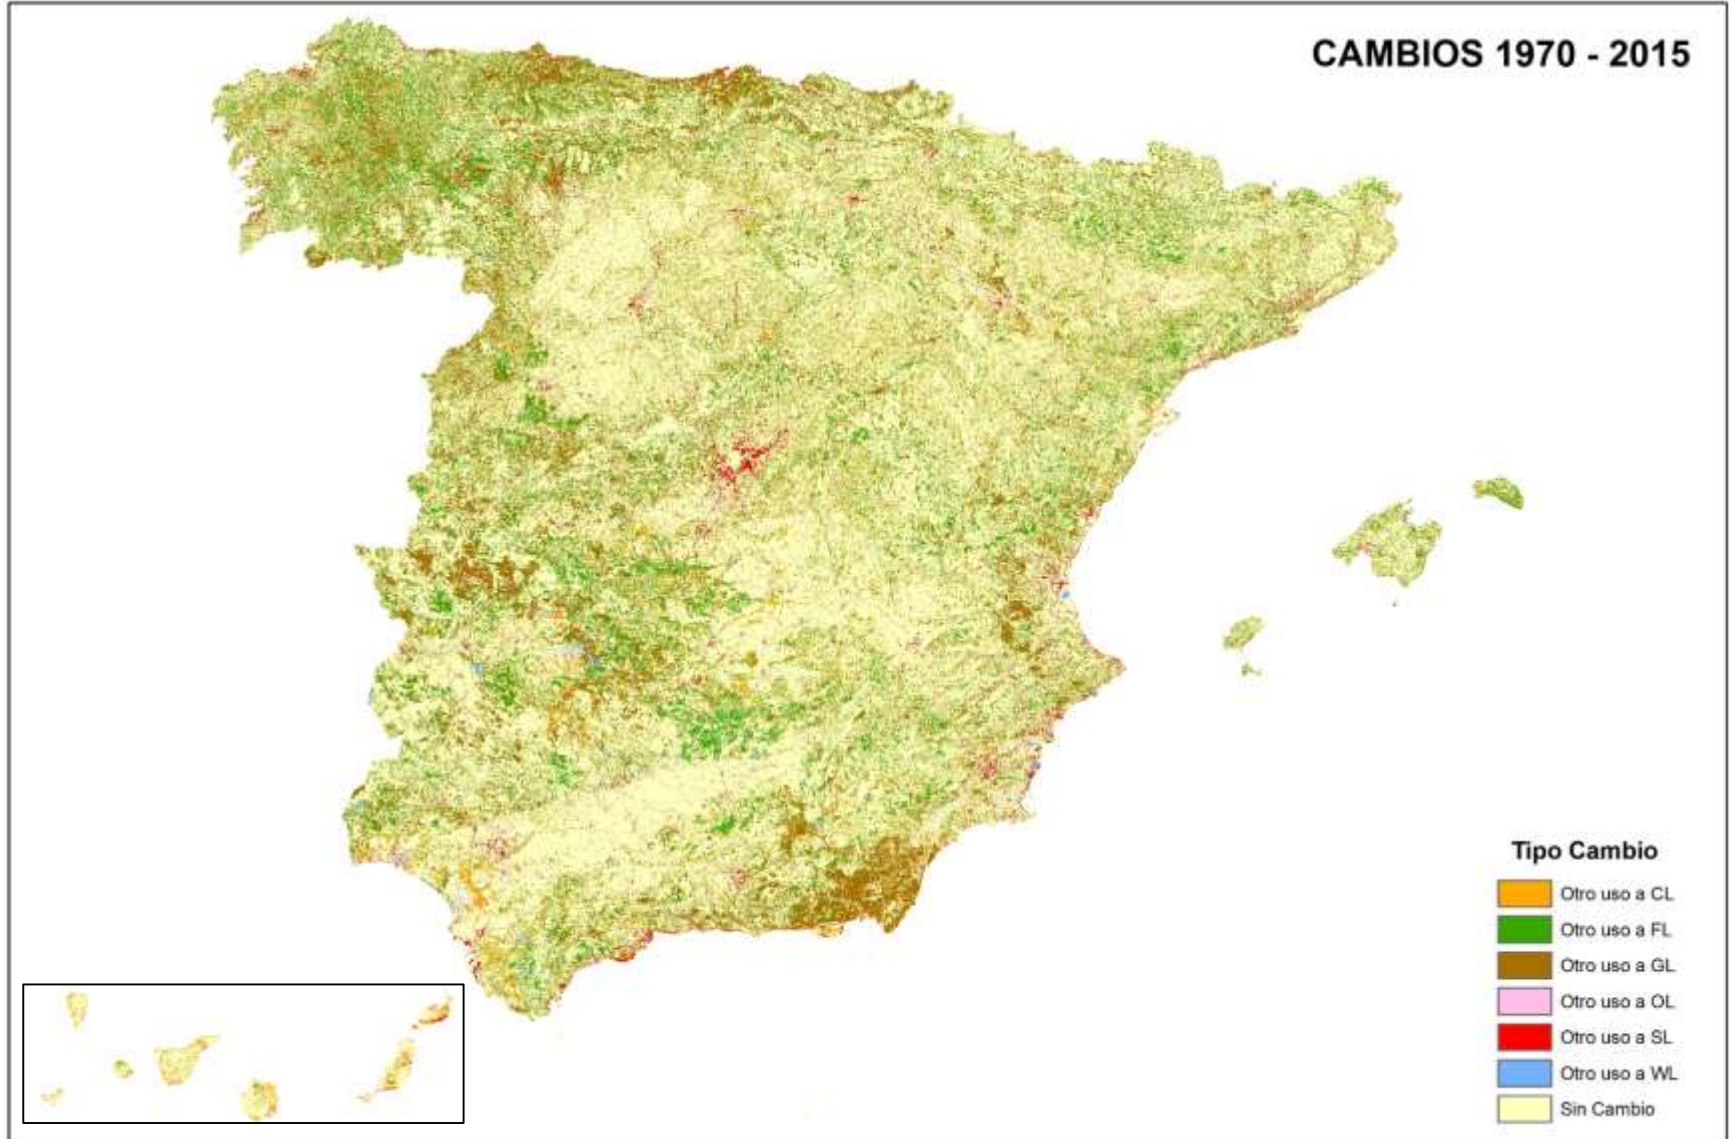 CAMBIOS 1970 - 2015
Tipo Cambio
Otro uso a CL
Otro uso a FL
Otro uso a GL
Otro uso a OL
Otro uso a SL
Otro uso a WL
Sin Cambio